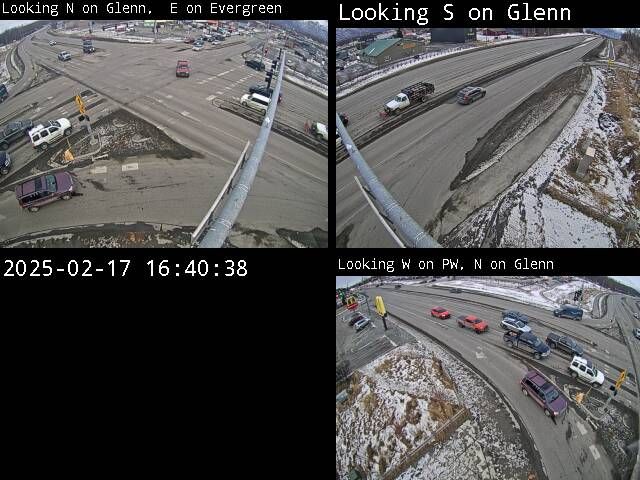 Looking N on Glenn, E on Evergreen
Looking S on Glenn
2025-02-17 16:40:38
Looking W on PW, N on Glenn